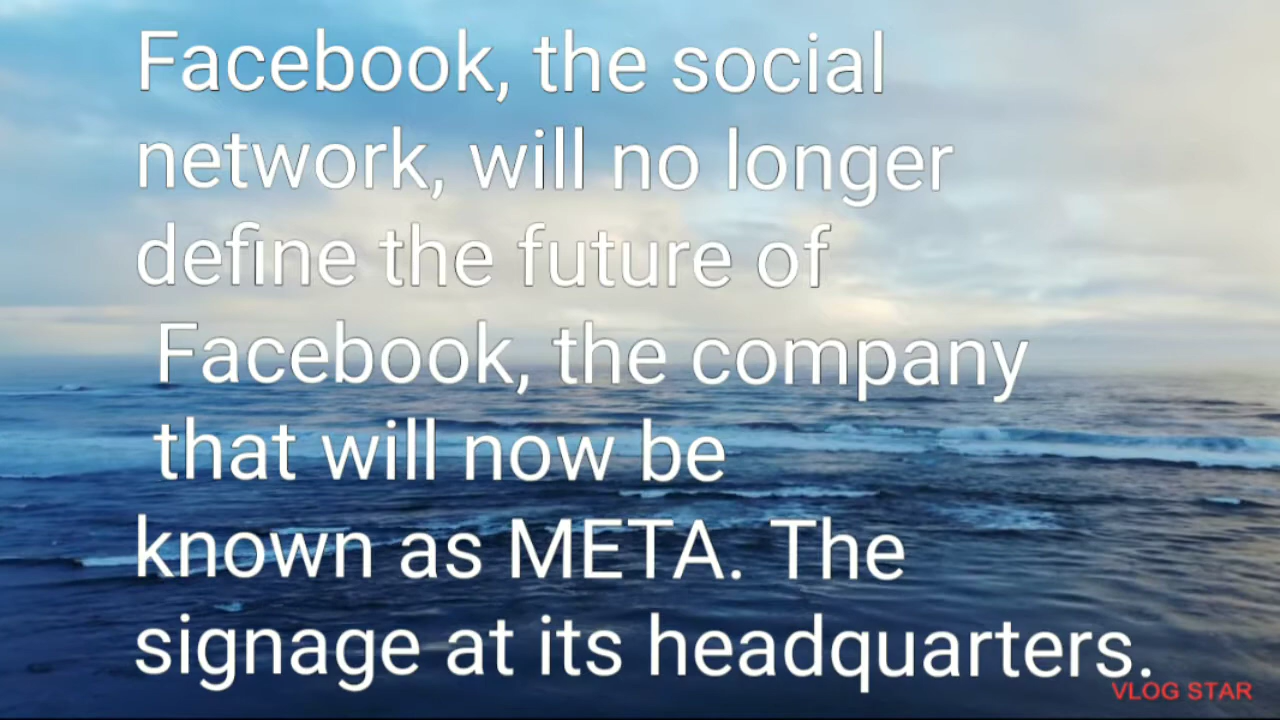 Facebook, the social
network, will no longer
define the future of
Facebook, the company
that will now be
known as META. The
signage at its headquarters.
VLOG STAR